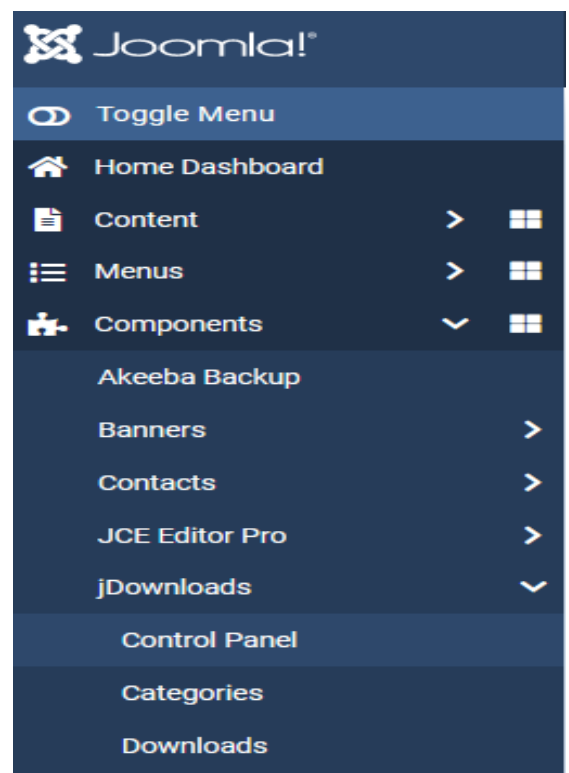 Joomla!®
Toggle Menu
Home Dashboard
Content
Menus
Components
Akeeba Backup
Banners
Contacts
JCE Editor Pro
jDownloads
Control Panel
Categories
Downloads